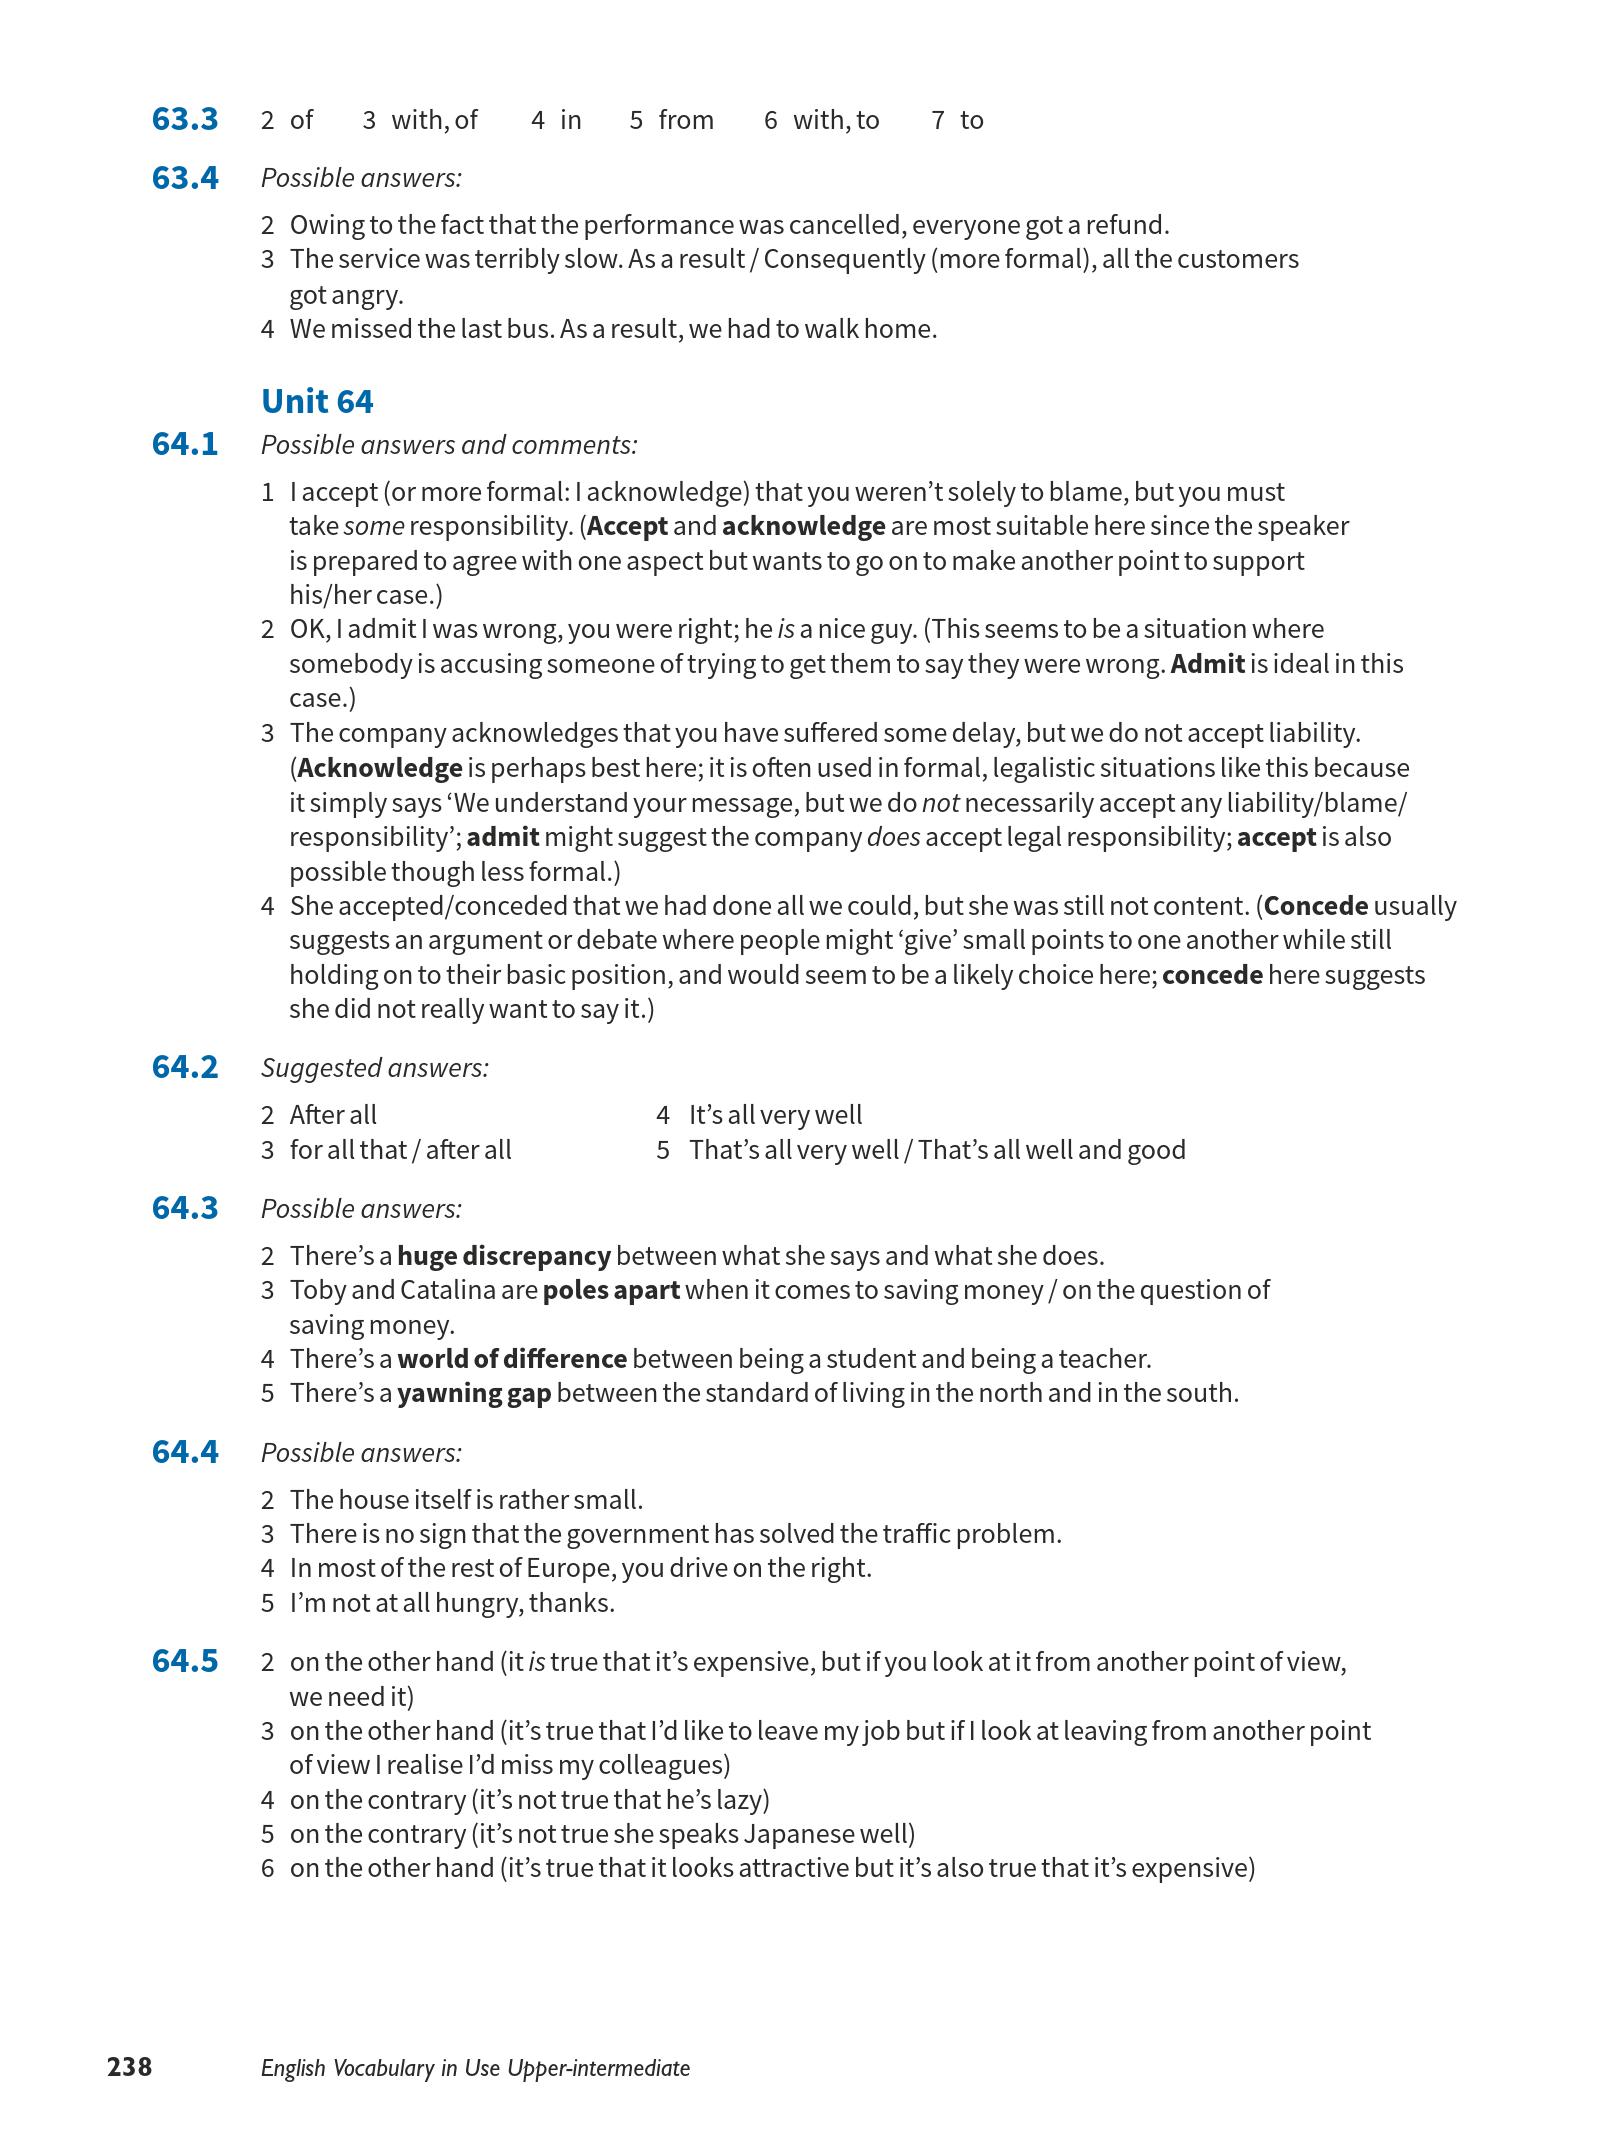 63.3 2 of 3 with, of 4 in 5 from 6 with, to 7 to
63.4 Possible answers:
2 Owing to the fact that the performance was cancelled, everyone got a refund.
3 The service was terribly slow. As a result / Consequently (more formal), all the customers
got angry.
4 We missed the last bus. As a result, we had to walk home.
Unit 64
64.1 Possible answers and comments:
1 I accept (or more formal: I acknowledge) that you weren’t solely to blame, but you must
take some responsibility. (Accept and acknowledge are most suitable here since the speaker
is prepared to agree with one aspect but wants to go on to make another point to support
his/her case.)
2 OK, I admit I was wrong, you were right; he is a nice guy. (This seems to be a situation where
somebody is accusing someone of trying to get them to say they were wrong. Admit is ideal in this
case.)
3 The company acknowledges that you have suffered some delay, but we do not accept liability.
(Acknowledge is perhaps best here; it is often used in formal, legalistic situations like this because
it simply says ‘We understand your message, but we do not necessarily accept any liability/blame/
responsibility’; admit might suggest the company does accept legal responsibility; accept is also
possible though less formal.)
4 She accepted/conceded that we had done all we could, but she was still not content. (Concede usually
suggests an argument or debate where people might ‘give’ small points to one another while still
holding on to their basic position, and would seem to be a likely choice here; concede here suggests
she did not really want to say it.)
64.2 Suggested answers:
2 After all 4 It’s all very well
3 for all that / after all 5 That’s all very well / That’s all well and good
64.3 Possible answers:
2 There’s a huge discrepancy between what she says and what she does.
3 Toby and Catalina are poles apart when it comes to saving money / on the question of
saving money.
4 There’s a world of difference between being a student and being a teacher.
5 There’s a yawning gap between the standard of living in the north and in the south.
64.4 Possible answers:
2 The house itself is rather small.
3 There is no sign that the government has solved the traffic problem.
4 In most of the rest of Europe, you drive on the right.
5 I’m not at all hungry, thanks.
64.5 2 on the other hand (it is true that it’s expensive, but if you look at it from another point of view,
we need it)
3 on the other hand (it’s true that I’d like to leave my job but if I look at leaving from another point
of view I realise I’d miss my colleagues)
4 on the contrary (it’s not true that he’s lazy)
5 on the contrary (it’s not true she speaks Japanese well)
6 on the other hand (it’s true that it looks attractive but it’s also true that it’s expensive)
238 English Vocabulary in Use Upper-intermediate